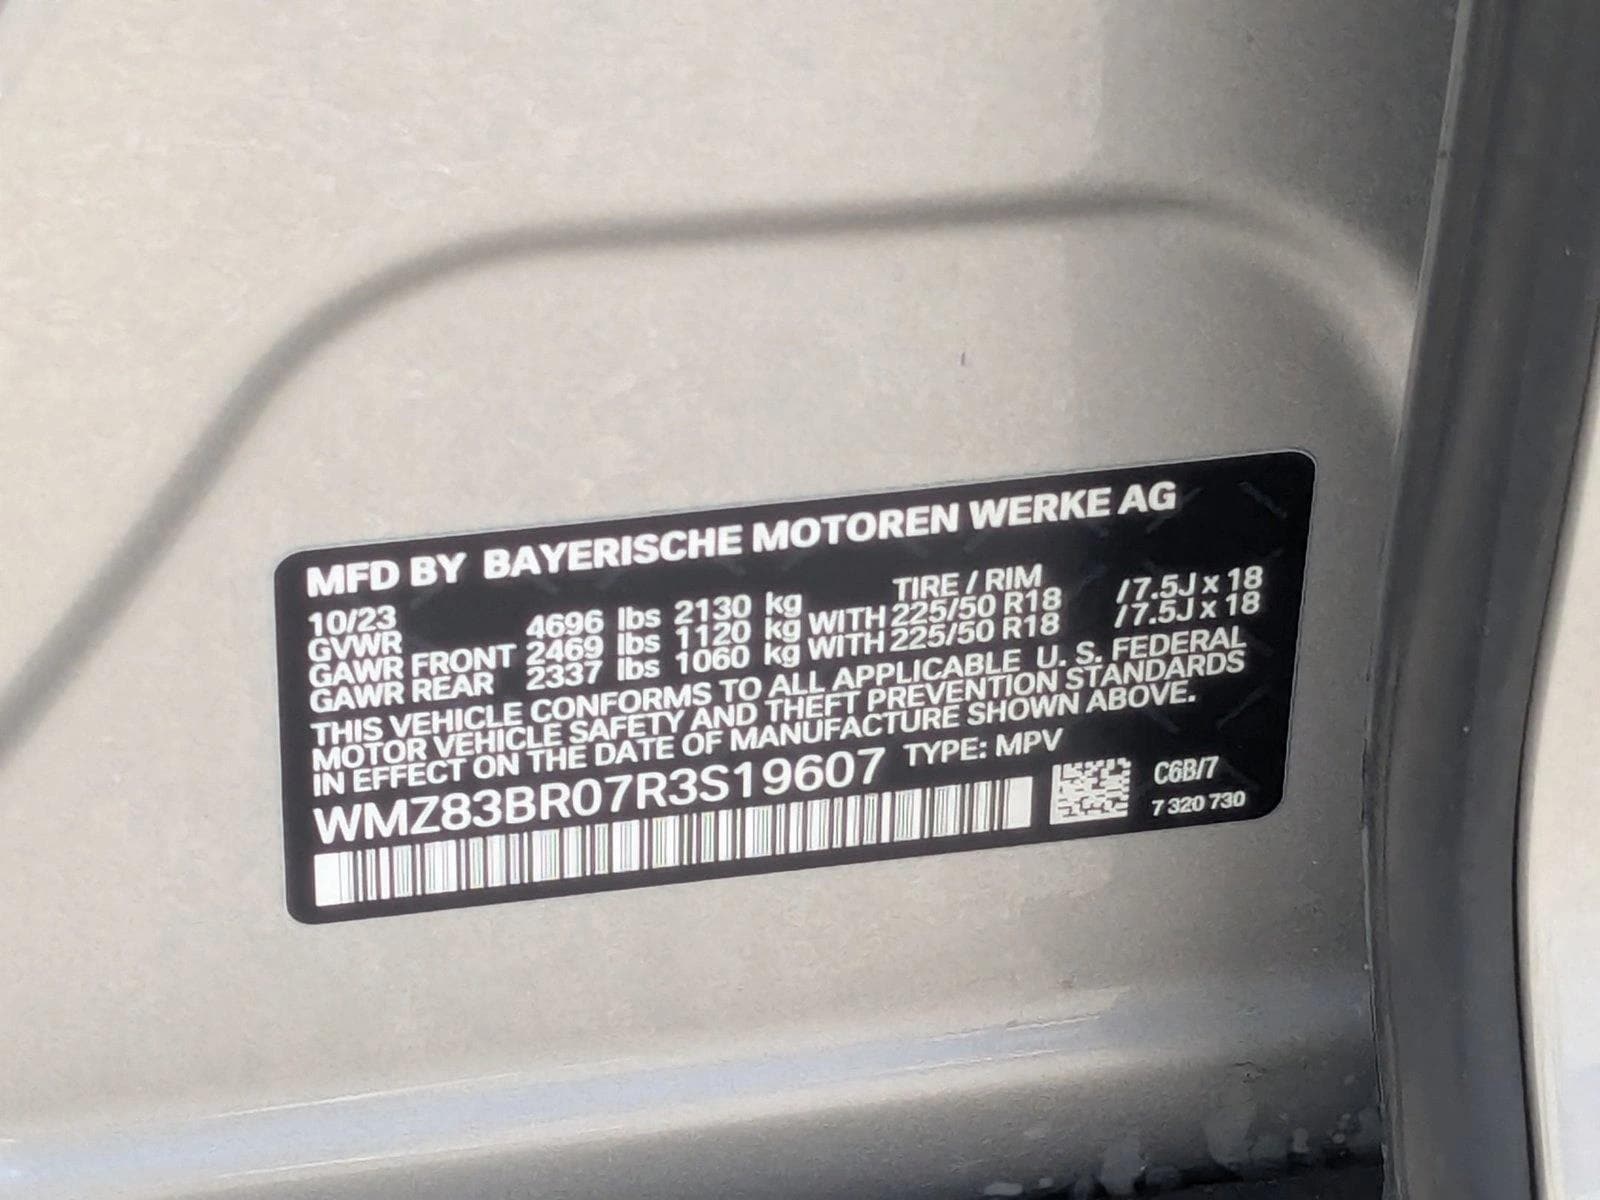 MFD BY BAYERISCHE MOTOREN WERKE AG
10/23 TIRE / RIM
GVWR 4696 lbs 2130 kg
GAWR FRONT 2469 lbs 1120 kg WITH 225/50 R18 /7.5J x 18
GAWR REAR 2337 lbs 1060 kg WITH 225/50 R18 /7.5J x 18
THIS VEHICLE CONFORMS TO ALL APPLICABLE U. S. FEDERAL
MOTOR VEHICLE SAFETY AND THEFT PREVENTION STANDARDS
IN EFFECT ON THE DATE OF MANUFACTURE SHOWN ABOVE.
WMZ83BR07R3S19607 TYPE: MPV
C6B/7
7 320 730